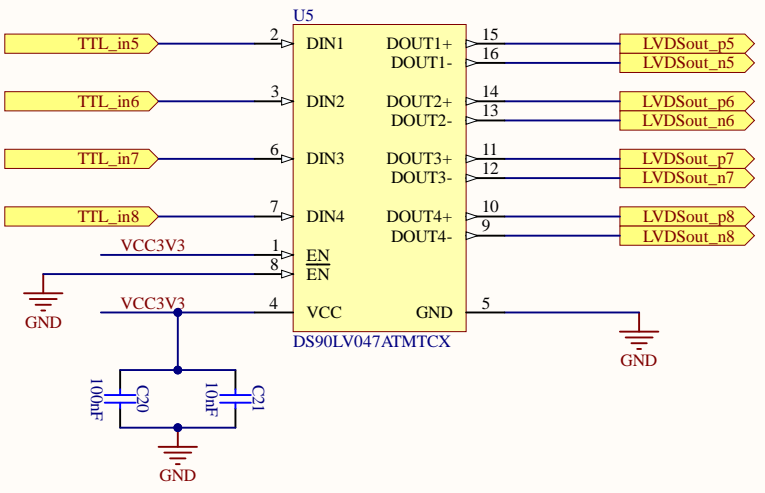 U5
TTL_in5 2 DIN1 DOUT1+ 15 LVDSout_p5
DOUT1- 16 LVDSout_n5
TTL_in6 3 DIN2 DOUT2+ 14 LVDSout_p6
DOUT2- 13 LVDSout_n6
TTL_in7 6 DIN3 DOUT3+ 11 LVDSout_p7
DOUT3- 12 LVDSout_n7
TTL_in8 7 DIN4 DOUT4+ 10 LVDSout_p8
DOUT4- 9 LVDSout_n8
VCC3V3 1 EN
8 EN
VCC3V3 4 VCC GND 5
GND
DS90LV047ATMTCX
GND
100nF C20 10nF C21
GND